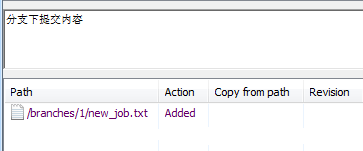 分支下提交内容
Path Action Copy from path Revision
/branches/1/new_job.txt Added